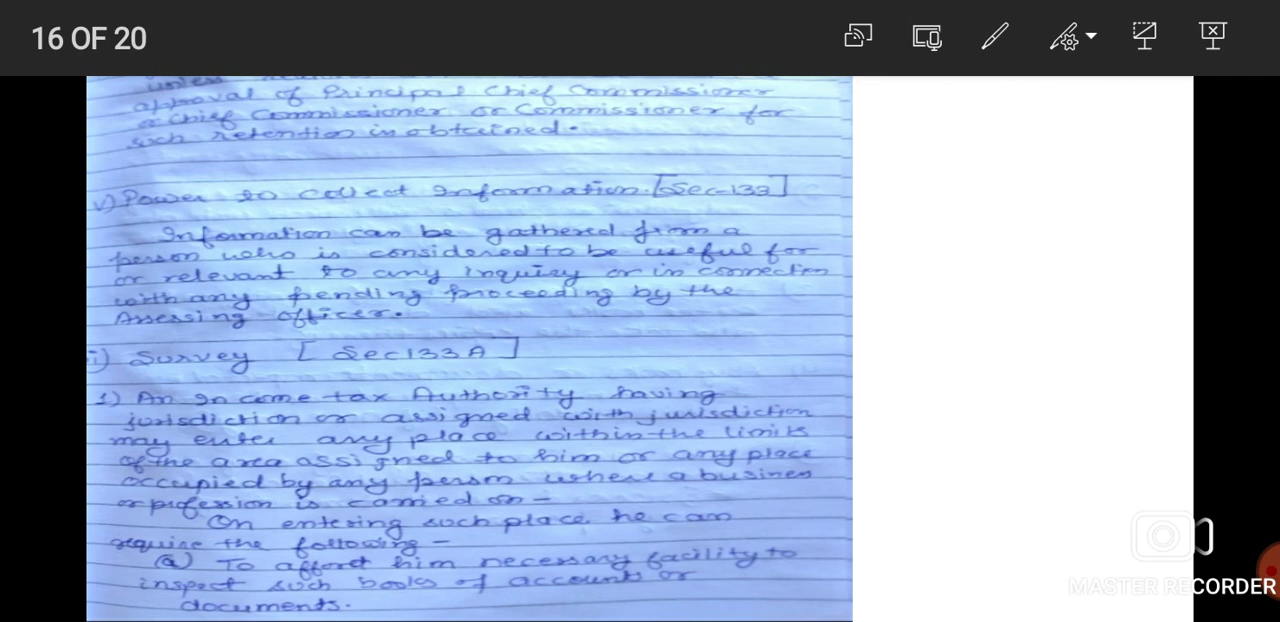 16 OF 20
unless
approval of Principal Chief Commissioner
or Chief Commissioner or Commissioner for
such retention is obtained.
v) Power to collect Information. [Sec-133]
Information can be gathered from a
person who is considered to be useful for
or relevant to any inquiry or in connection
with any pending proceeding by the
Assessing officer.
i) Survey [Sec133A]
1) An Income tax Authority having
jurisdiction or assigned with jurisdiction
may enter any place within the limits
of the area assigned to him or any place
occupied by any person where a business
or profession is carried on -
On entering such place, he can
require the following -
(a) To afford him necessary facility to
inspect such books of accounts or
documents.
MASTER RECORDER